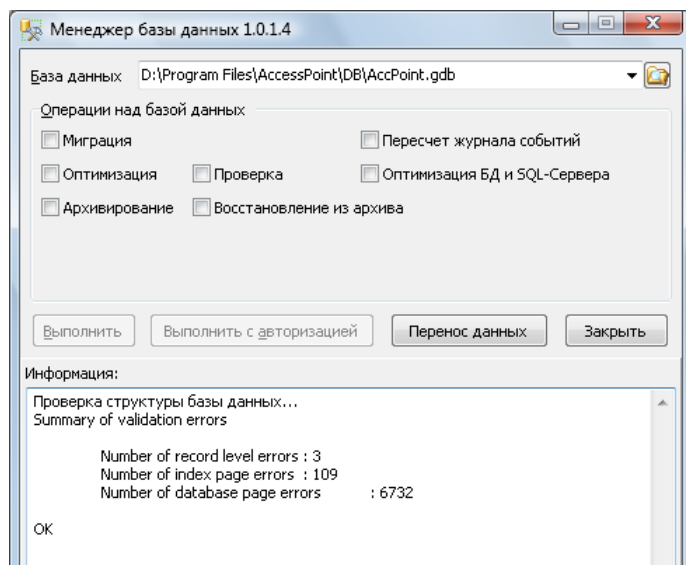 Менеджер базы данных 1.0.1.4
База данных D:\Program Files\AccessPoint\DB\AccPoint.gdb
Операции над базой данных
Миграция Пересчет журнала событий
Оптимизация Проверка Оптимизация БД и SQL-Сервера
Архивирование Восстановление из архива
Выполнить Выполнить с авторизацией Перенос данных Закрыть
Информация:
Проверка структуры базы данных...
Summary of validation errors
Number of record level errors : 3
Number of index page errors : 109
Number of database page errors : 6732
OK